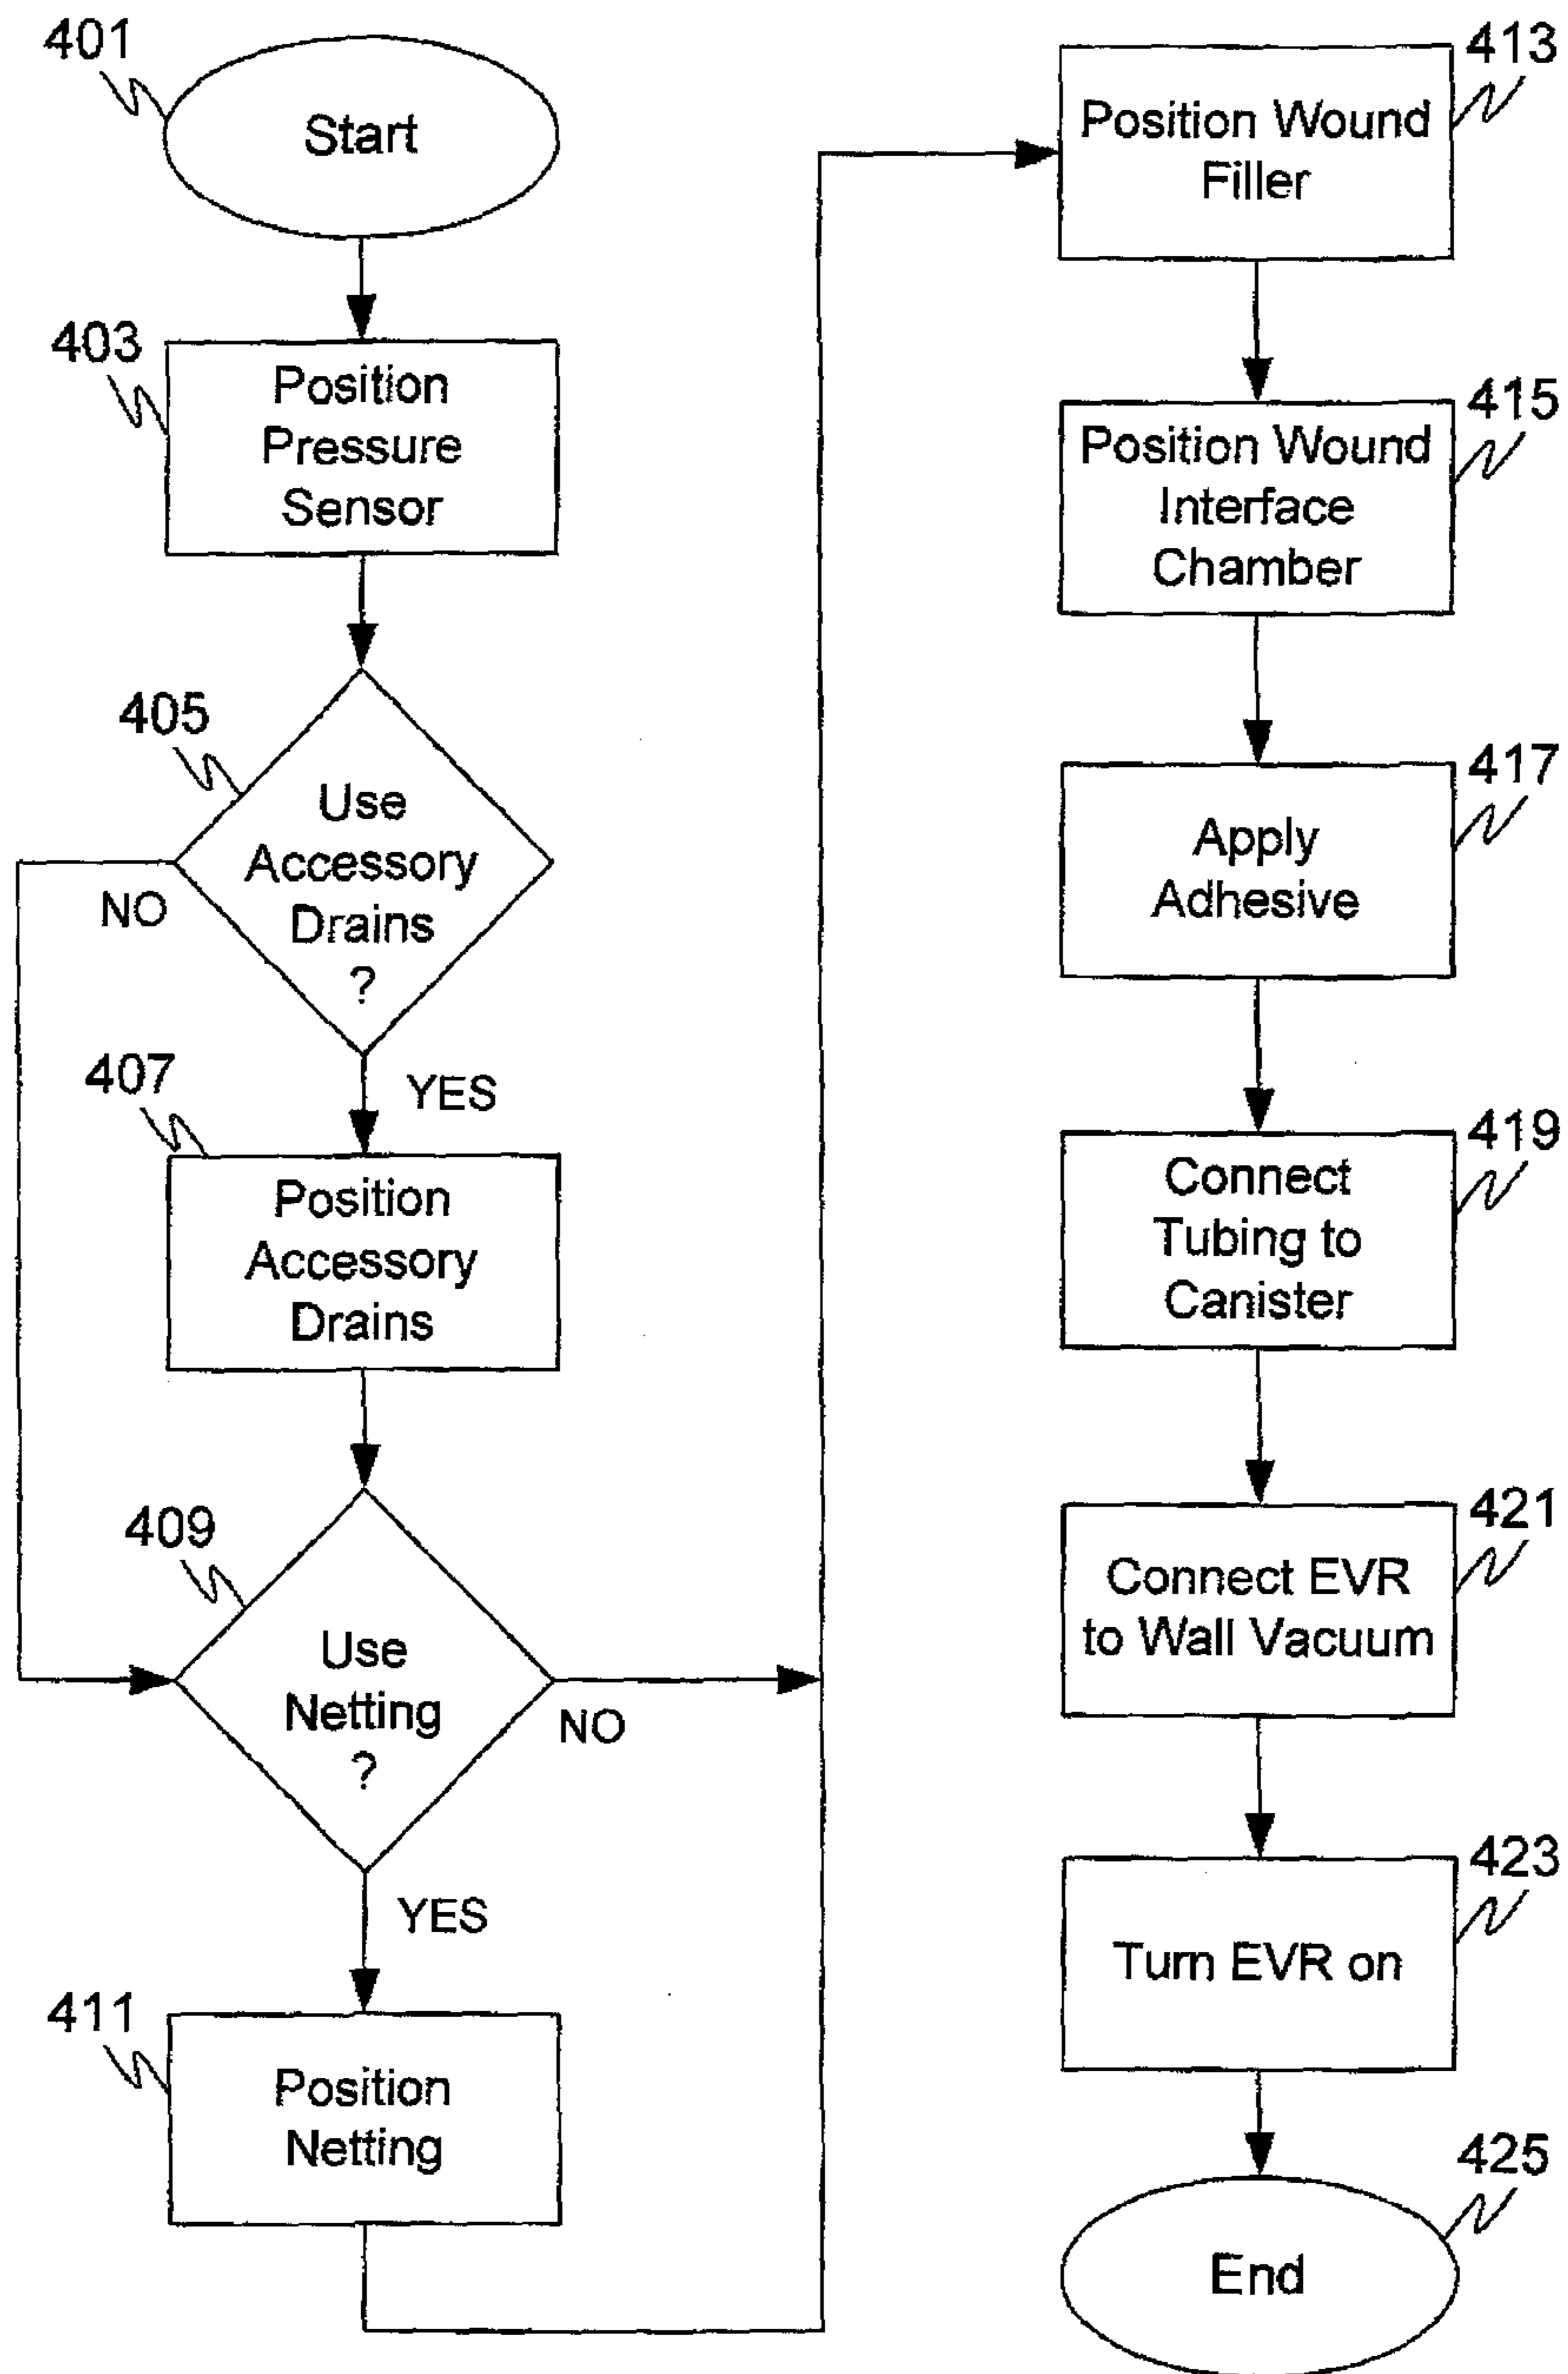 401
Start
403
Position
Pressure
Sensor
405
Use
Accessory
Drains
?
NO
YES
407
Position
Accessory
Drains
409
Use
Netting
?
NO
YES
411
Position
Netting
413
Position Wound
Filler
415
Position Wound
Interface
Chamber
417
Apply
Adhesive
419
Connect
Tubing to
Canister
421
Connect EVR
to Wall Vacuum
423
Turn EVR on
425
End